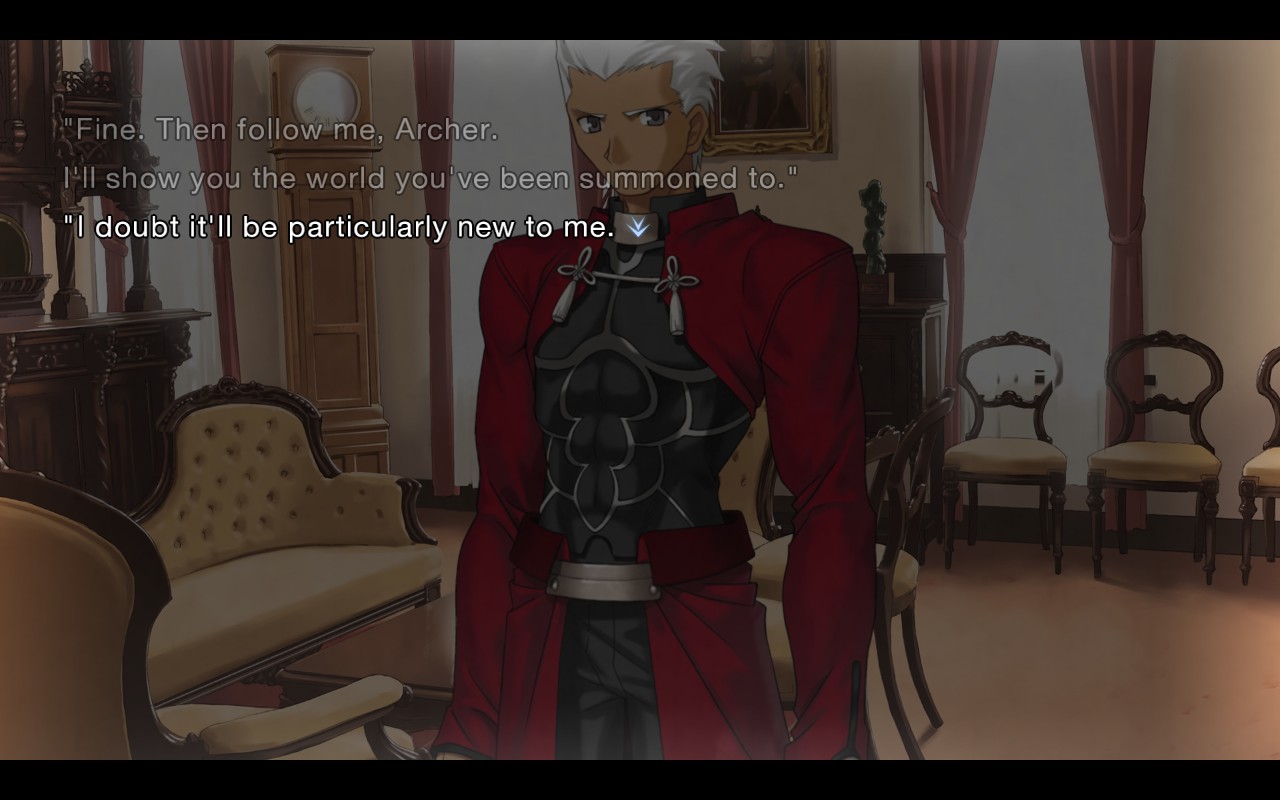 "Fine. Then follow me, Archer.
I'll show you the world you've been summoned to."
"I doubt it'll be particularly new to me.